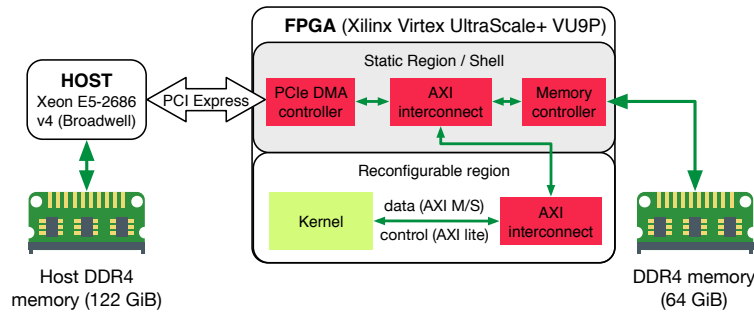 FPGA (Xilinx Virtex UltraScale+ VU9P)
Static Region / Shell
HOST
Xeon E5-2686
v4 (Broadwell)
PCI Express
PCIe DMA
controller
AXI
interconnect
Memory
controller
Reconfigurable region
Kernel
data (AXI M/S)
control (AXI lite)
AXI
interconnect
Host DDR4
memory (122 GiB)
DDR4 memory
(64 GiB)